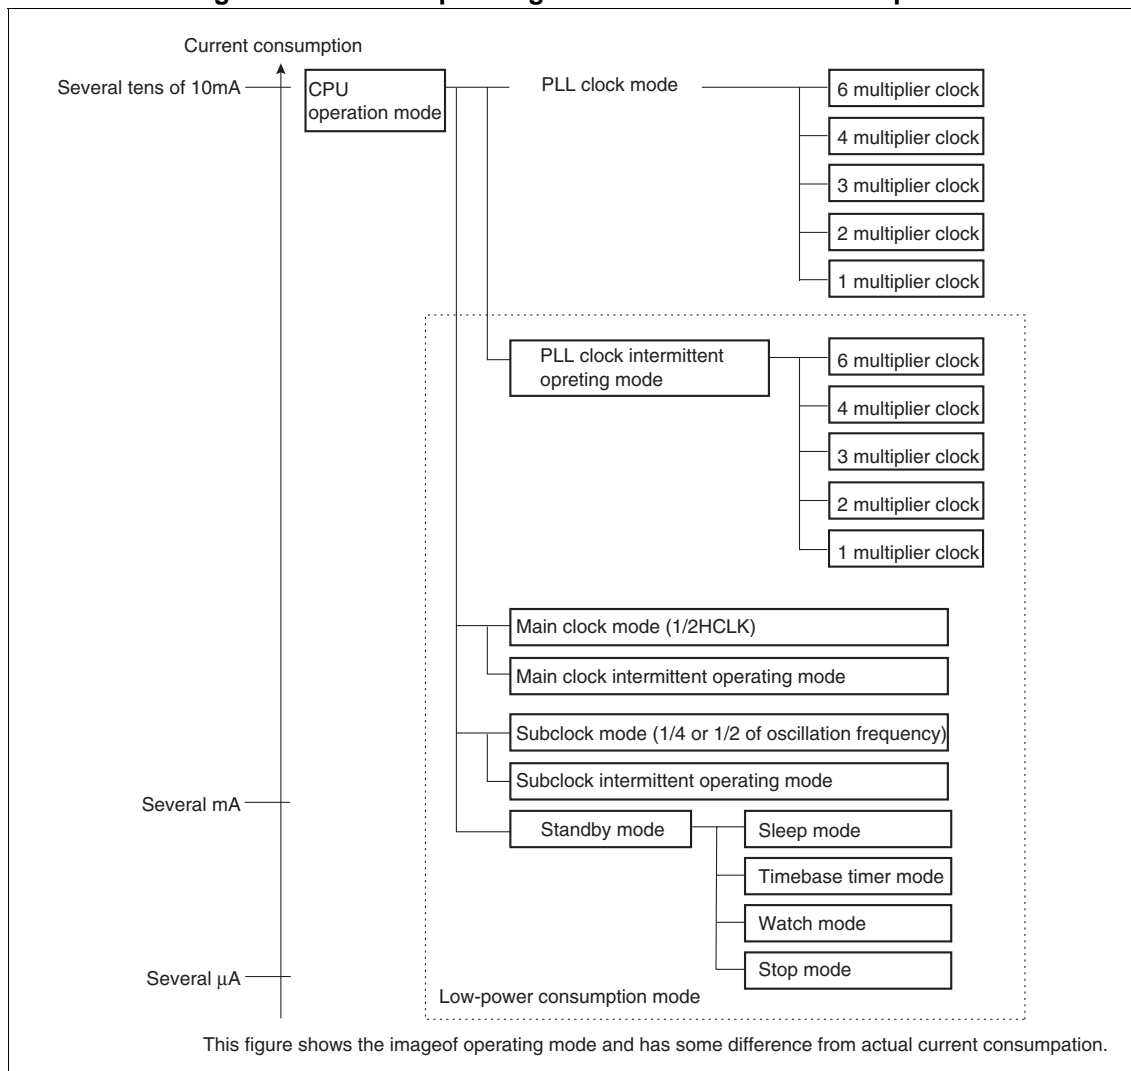 Current consumption
Several tens of 10mA
CPU
operation mode
PLL clock mode
6 multiplier clock
4 multiplier clock
3 multiplier clock
2 multiplier clock
1 multiplier clock
PLL clock intermittent
opreting mode
6 multiplier clock
4 multiplier clock
3 multiplier clock
2 multiplier clock
1 multiplier clock
Main clock mode (1/2HCLK)
Main clock intermittent operating mode
Subclock mode (1/4 or 1/2 of oscillation frequency)
Subclock intermittent operating mode
Several mA
Standby mode
Sleep mode
Timebase timer mode
Watch mode
Stop mode
Several μA
Low-power consumption mode
This figure shows the imageof operating mode and has some difference from actual current consumpation.